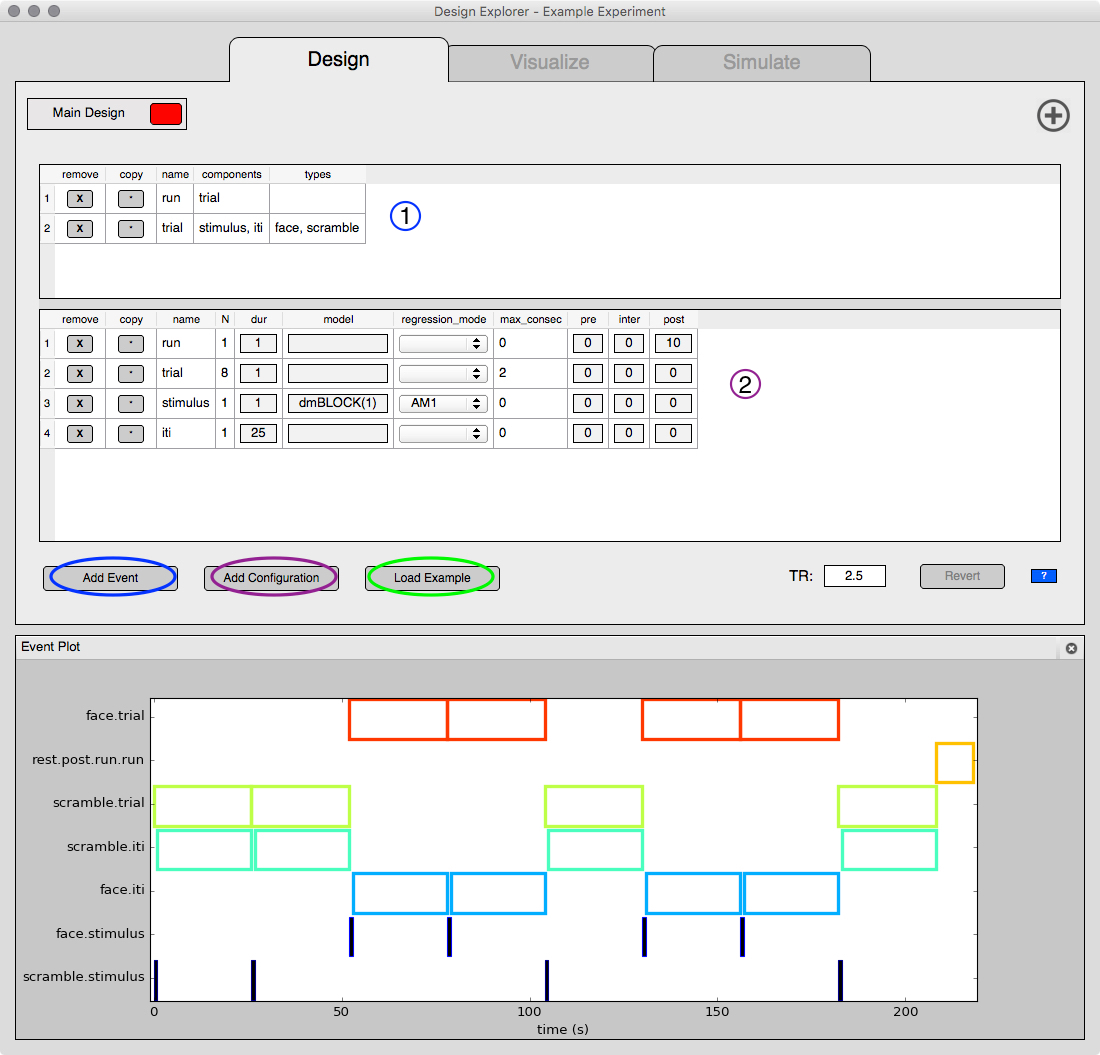 Design Explorer - Example Experiment
Design Visualize Simulate
Main Design
remove copy name components types
1 X · run trial
2 X · trial stimulus, iti face, scramble
1
remove copy name N dur model regression_mode max_consec pre inter post
1 X · run 1 1 0 0 0 10
2 X · trial 8 1 2 0 0 0
3 X · stimulus 1 1 dmBLOCK(1) AM1 0 0 0 0
4 X · iti 1 25 0 0 0 0
2
Add Event Add Configuration Load Example TR: 2.5 Revert ?
Event Plot
face.trial
rest.post.run.run
scramble.trial
scramble.iti
face.iti
face.stimulus
scramble.stimulus
0 50 100 150 200
time (s)